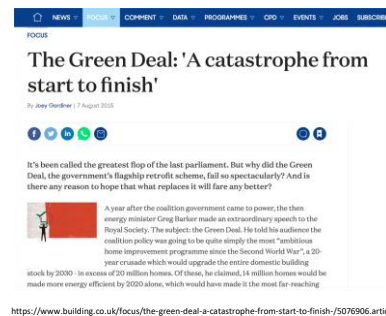 NEWS FOCUS COMMENT DATA PROGRAMMES CPD EVENTS JOBS SUBSCRIBE
FOCUS
The Green Deal: 'A catastrophe from
start to finish'
By Joey Gardiner | 7 August 2015
It's been called the greatest flop of the last parliament. But why did the Green
Deal, the government's flagship retrofit scheme, fail so spectacularly? And is
there any reason to hope that what replaces it will fare any better?
A year after the coalition government came to power, the then
energy minister Greg Barker made an extraordinary speech to the
Royal Society. The subject: the Green Deal. He told his audience the
coalition policy was going to be quite simply the most "ambitious
home improvement programme since the Second World War", a 20-
year crusade which would upgrade the entire domestic building
stock by 2030 - in excess of 20 million homes. Of these, he claimed, 14 million homes would be
made more energy efficient by 2020 alone, which would have made it the most far-reaching
https://www.building.co.uk/focus/the-green-deal-a-catastrophe-from-start-to-finish-/5076906.arti